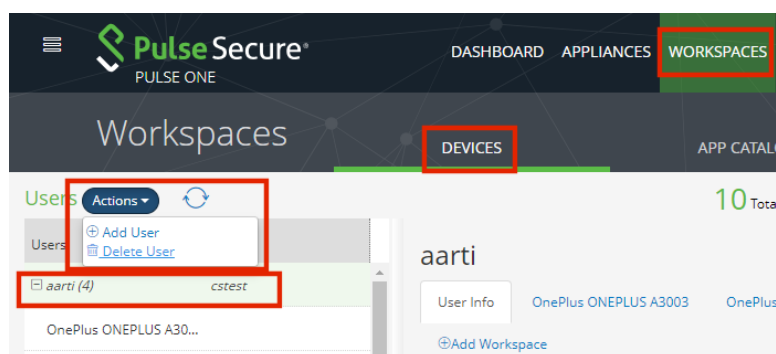 Pulse Secure®
PULSE ONE
DASHBOARD APPLIANCES WORKSPACES
Workspaces
DEVICES APP CATAL
Users Actions
10 Tota
Add User
Delete User
Users
aarti (4) cstest
OnePlus ONEPLUS A30...
aarti
User Info OnePlus ONEPLUS A3003 OnePlus
Add Workspace